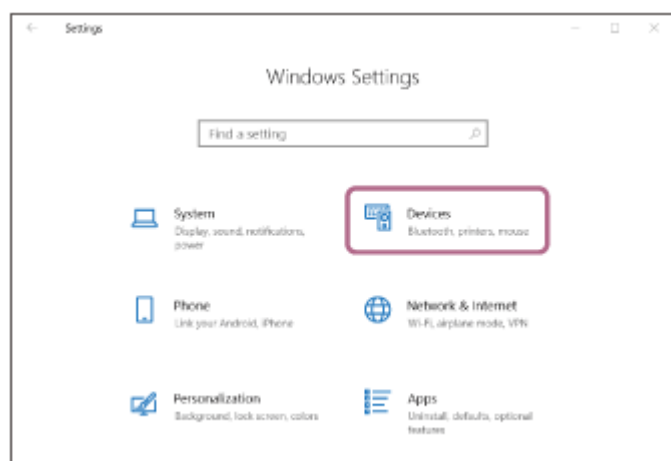 Settings
Windows Settings
Find a setting
System
Display, sound, notifications,
power
Devices
Bluetooth, printers, mouse
Phone
Link your Android, iPhone
Network & Internet
Wi-Fi, airplane mode, VPN
Personalization
Background, lock screen, colors
Apps
Uninstall, defaults, optional
features